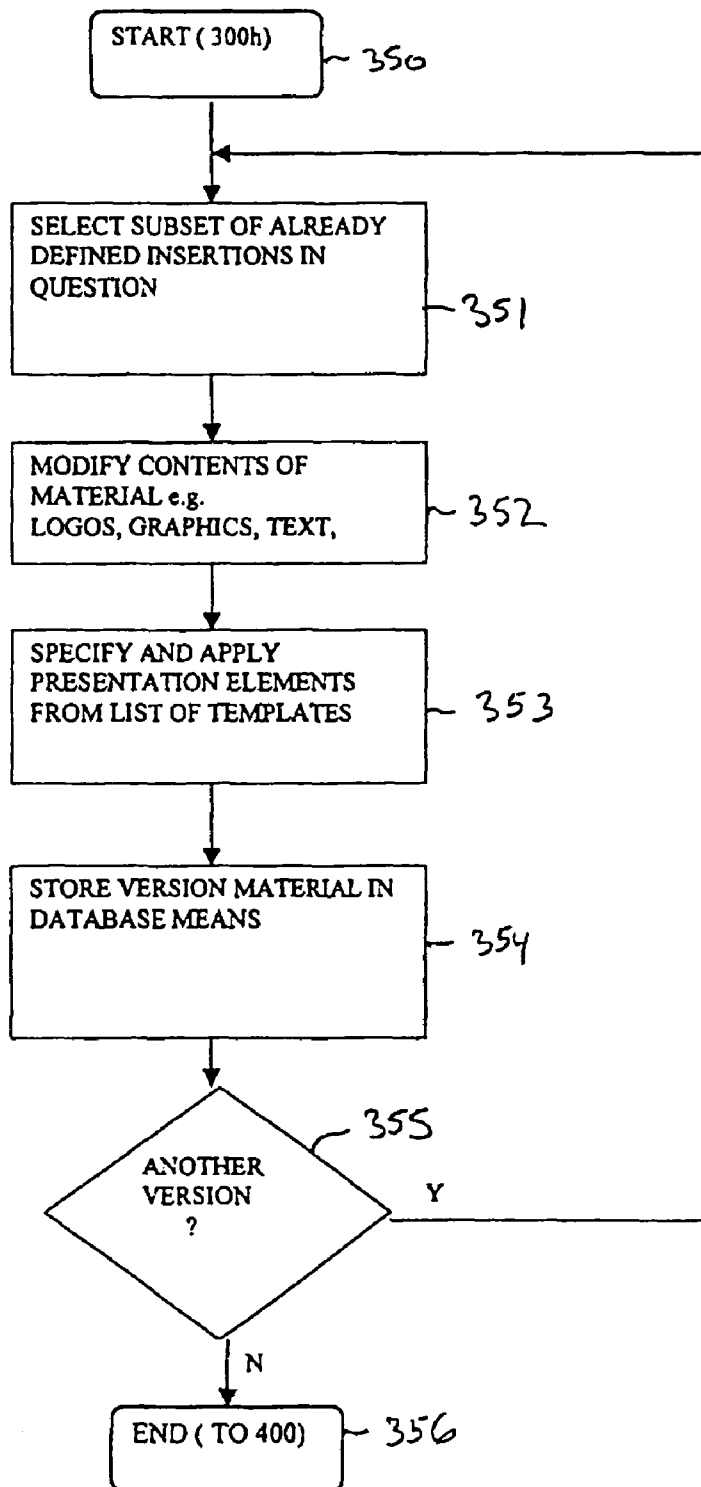 START ( 300h)
350
SELECT SUBSET OF ALREADY
DEFINED INSERTIONS IN
QUESTION
351
MODIFY CONTENTS OF
MATERIAL e.g.
LOGOS, GRAPHICS, TEXT,
352
SPECIFY AND APPLY
PRESENTATION ELEMENTS
FROM LIST OF TEMPLATES
353
STORE VERSION MATERIAL IN
DATABASE MEANS
354
355
ANOTHER
VERSION
?
Y
N
END ( TO 400)
356